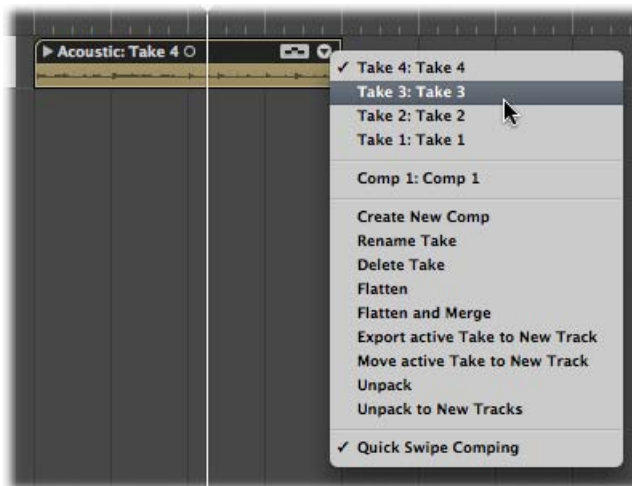 Acoustic: Take 4
✓ Take 4: Take 4
Take 3: Take 3
Take 2: Take 2
Take 1: Take 1
Comp 1: Comp 1
Create New Comp
Rename Take
Delete Take
Flatten
Flatten and Merge
Export active Take to New Track
Move active Take to New Track
Unpack
Unpack to New Tracks
✓ Quick Swipe Comping